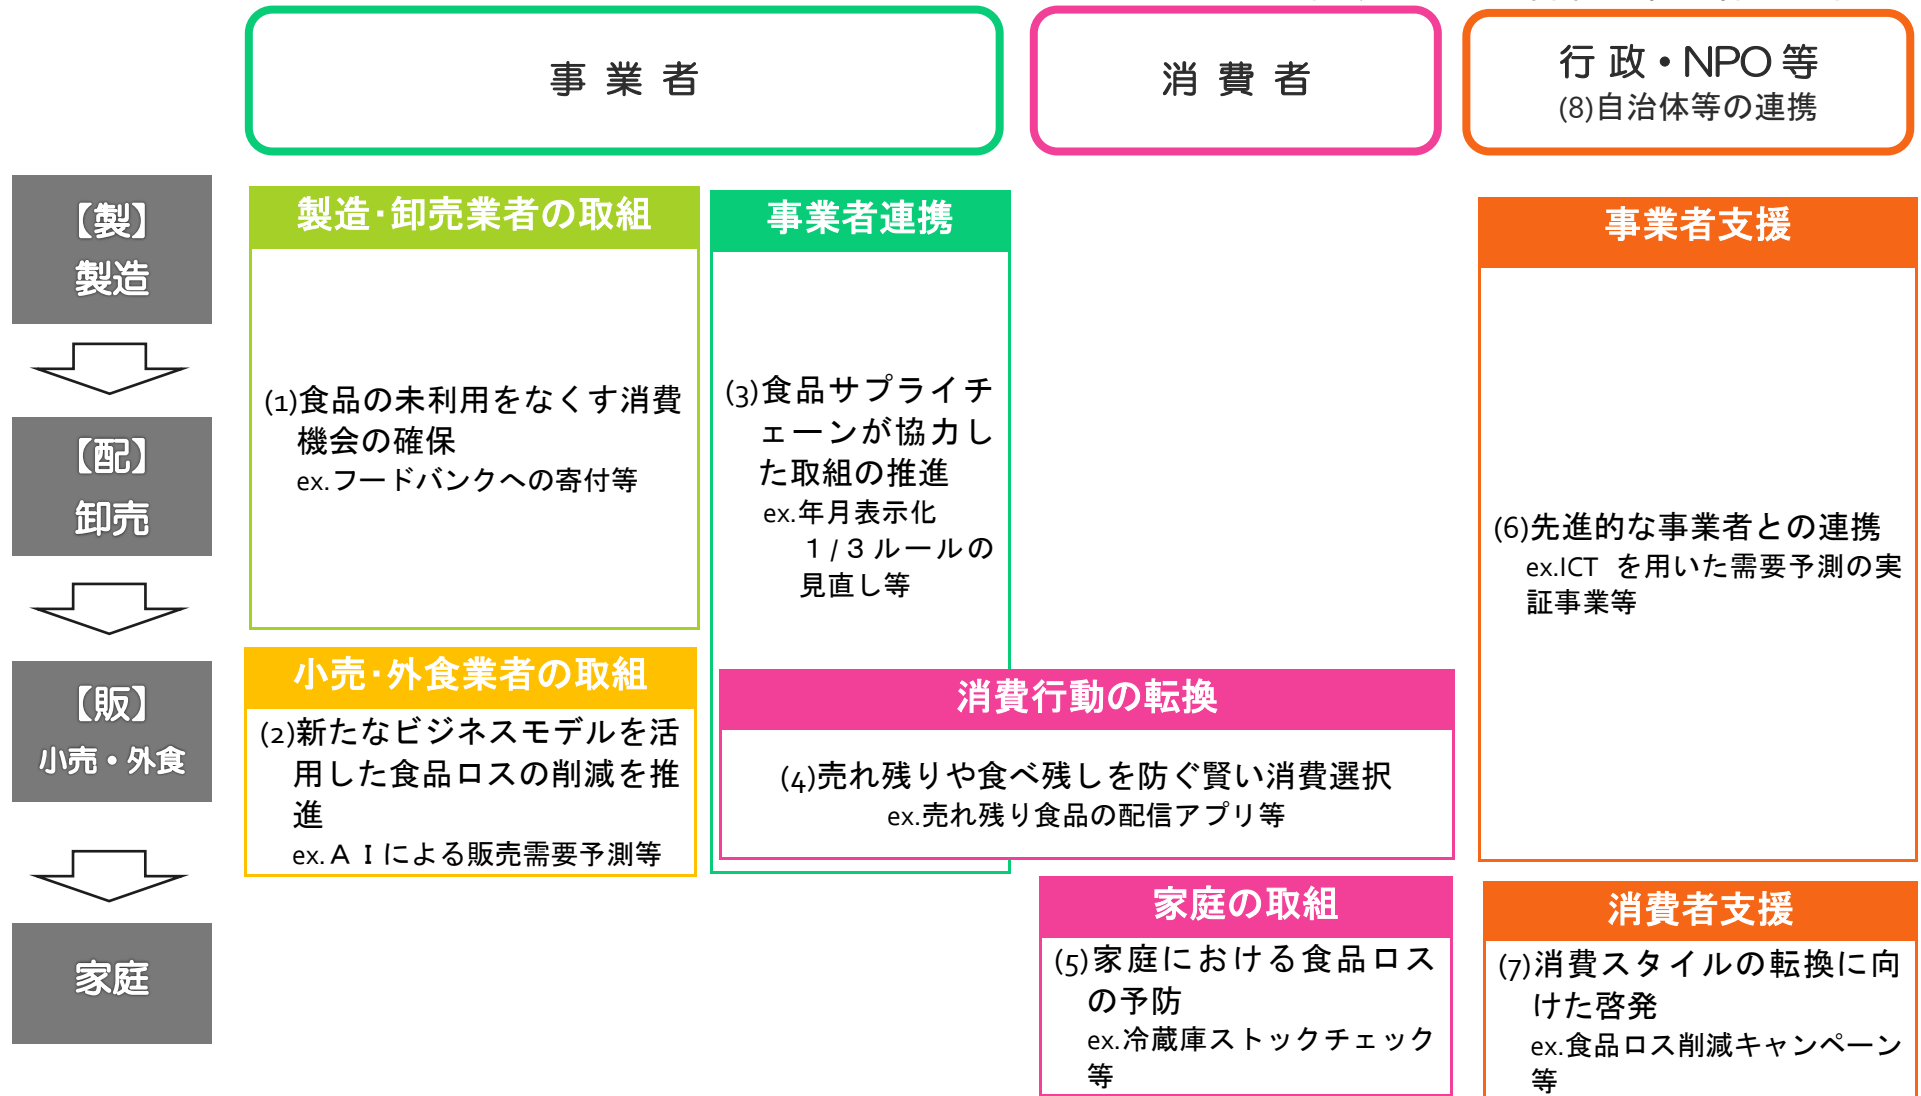 事 業 者
消 費 者
行 政・NPO 等
(8)自治体等の連携
【製】
製造
【配】
卸売
【販】
小売・外食
家庭
製造・卸売業者の取組
(1)食品の未利用をなくす消費
機会の確保
ex.フードバンクへの寄付等
事業者連携
(3)食品サプライチ
ェーンが協力し
た取組の推進
ex.年月表示化
１/３ルールの
見直し等
事業者支援
(6)先進的な事業者との連携
ex.ICT を用いた需要予測の実
証事業等
小売・外食業者の取組
(2)新たなビジネスモデルを活
用した食品ロスの削減を推
進
ex.ＡＩによる販売需要予測等
消費行動の転換
(4)売れ残りや食べ残しを防ぐ賢い消費選択
ex.売れ残り食品の配信アプリ等
家庭の取組
(5)家庭における食品ロス
の予防
ex.冷蔵庫ストックチェック
等
消費者支援
(7)消費スタイルの転換に向
けた啓発
ex.食品ロス削減キャンペーン
等